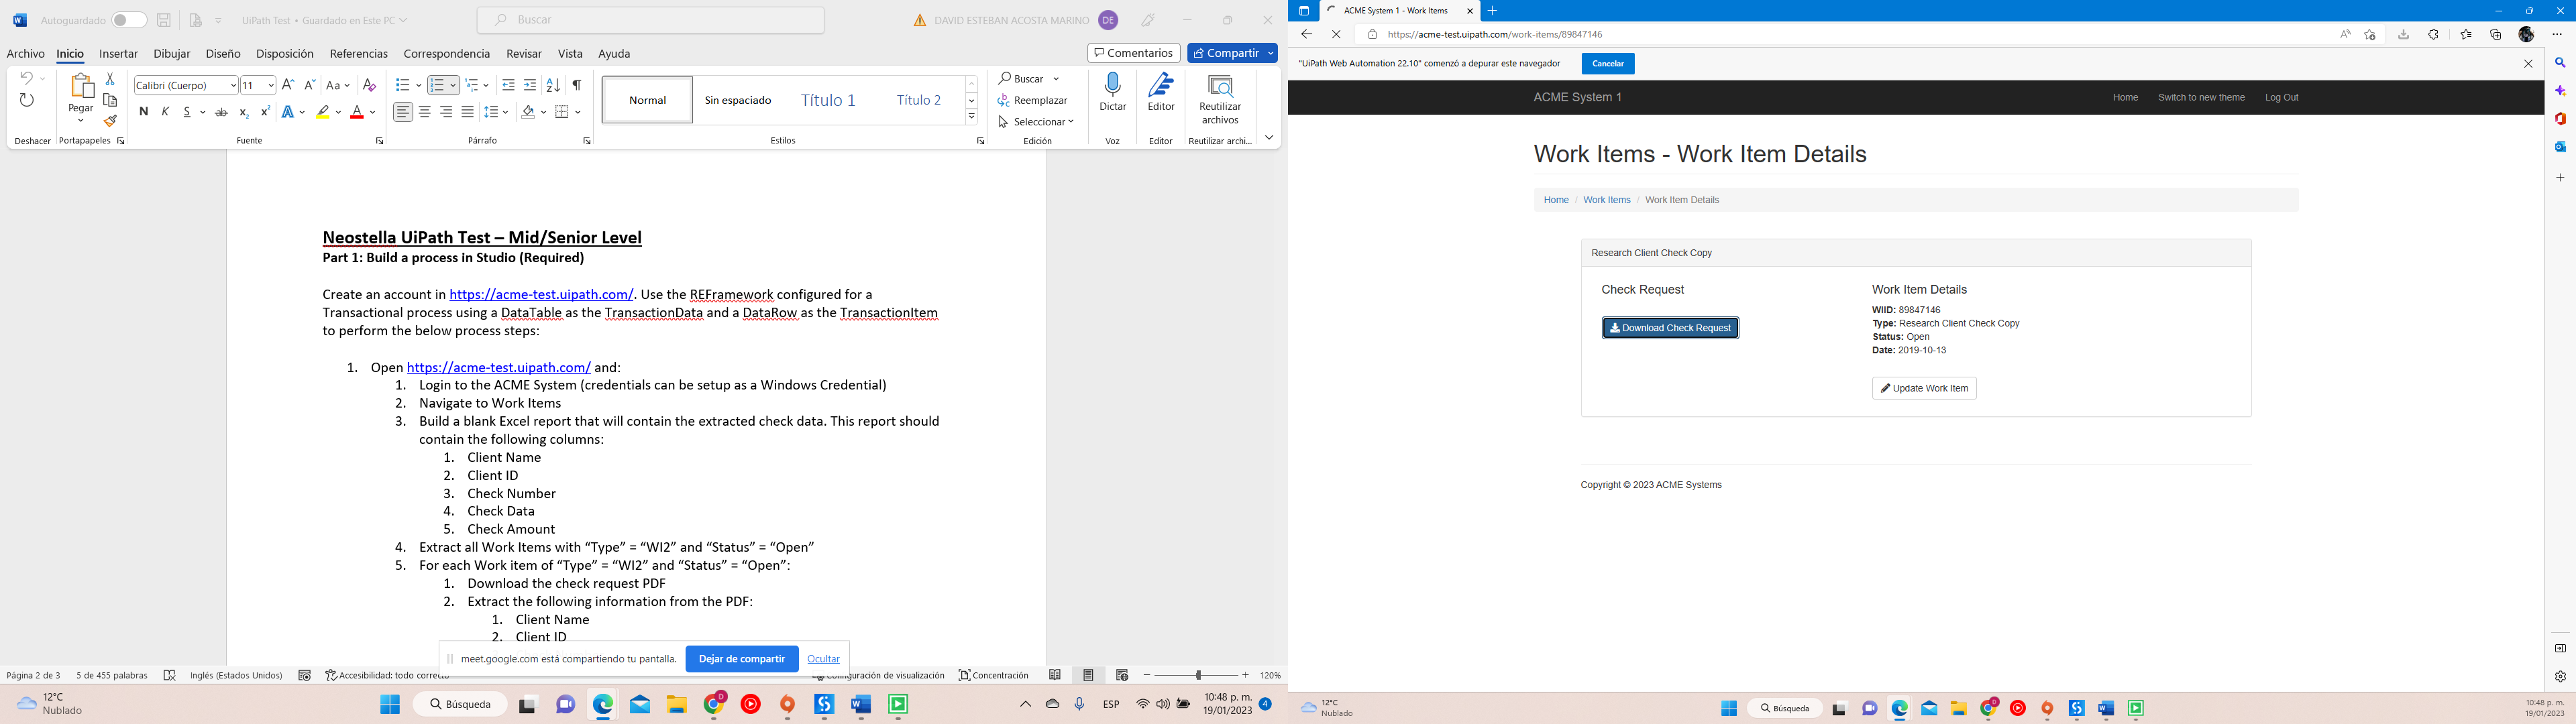 Autoguardado
UiPath Test • Guardado en Este PC
Buscar
DAVID ESTEBAN ACOSTA MARINO
DE
Archivo Inicio Insertar Dibujar Diseño Disposición Referencias Correspondencia Revisar Vista Ayuda
Comentarios
Compartir
Pegar
Calibri (Cuerpo)
11
Aa
N K S ab x₂ x²
Normal
Sin espaciado
Título 1
Título 2
Buscar
Reemplazar
Seleccionar
Dictar
Editor
Reutilizar
archivos
Deshacer
Portapapeles
Fuente
Párrafo
Estilos
Edición
Voz
Editor
Reutilizar archi...
Neostella UiPath Test – Mid/Senior Level
Part 1: Build a process in Studio (Required)
Create an account in https://acme-test.uipath.com/. Use the REFramework configured for a
Transactional process using a DataTable as the TransactionData and a DataRow as the TransactionItem
to perform the below process steps:
1. Open https://acme-test.uipath.com/ and:
1. Login to the ACME System (credentials can be setup as a Windows Credential)
2. Navigate to Work Items
3. Build a blank Excel report that will contain the extracted check data. This report should
contain the following columns:
1. Client Name
2. Client ID
3. Check Number
4. Check Data
5. Check Amount
4. Extract all Work Items with “Type” = “WI2” and “Status” = “Open”
5. For each Work item of “Type” = “WI2” and “Status” = “Open”:
1. Download the check request PDF
2. Extract the following information from the PDF:
1. Client Name
2. Client ID
meet.google.com está compartiendo tu pantalla.
Dejar de compartir
Ocultar
Página 2 de 3
5 de 455 palabras
Inglés (Estados Unidos)
Accesibilidad: todo correcto
Configuración de visualización
Concentración
120%
12°C
Nublado
Búsqueda
ESP
10:48 p. m.
19/01/2023
4
ACME System 1 - Work Items
https://acme-test.uipath.com/work-items/89847146
"UiPath Web Automation 22.10" comenzó a depurar este navegador
Cancelar
ACME System 1
Home
Switch to new theme
Log Out
Work Items - Work Item Details
Home / Work Items / Work Item Details
Research Client Check Copy
Check Request
Download Check Request
Work Item Details
WIID: 89847146
Type: Research Client Check Copy
Status: Open
Date: 2019-10-13
Update Work Item
Copyright © 2023 ACME Systems
12°C
Nublado
Búsqueda
10:48 p. m.
19/01/2023